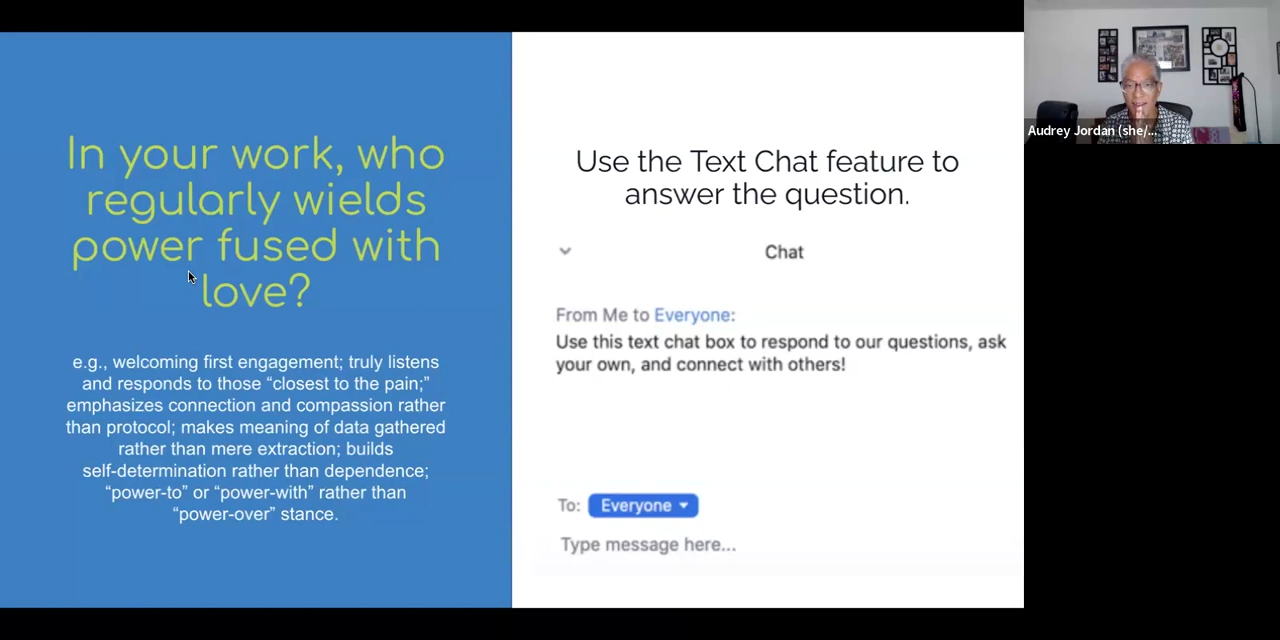 In your work, who
regularly wields
power fused with
love?
e.g., welcoming first engagement; truly listens
and responds to those “closest to the pain;”
emphasizes connection and compassion rather
than protocol; makes meaning of data gathered
rather than mere extraction; builds
self-determination rather than dependence;
“power-to” or “power-with” rather than
“power-over” stance.
Use the Text Chat feature to
answer the question.
Chat
From Me to Everyone:
Use this text chat box to respond to our questions, ask
your own, and connect with others!
To: Everyone
Type message here...
Audrey Jordan (she/...